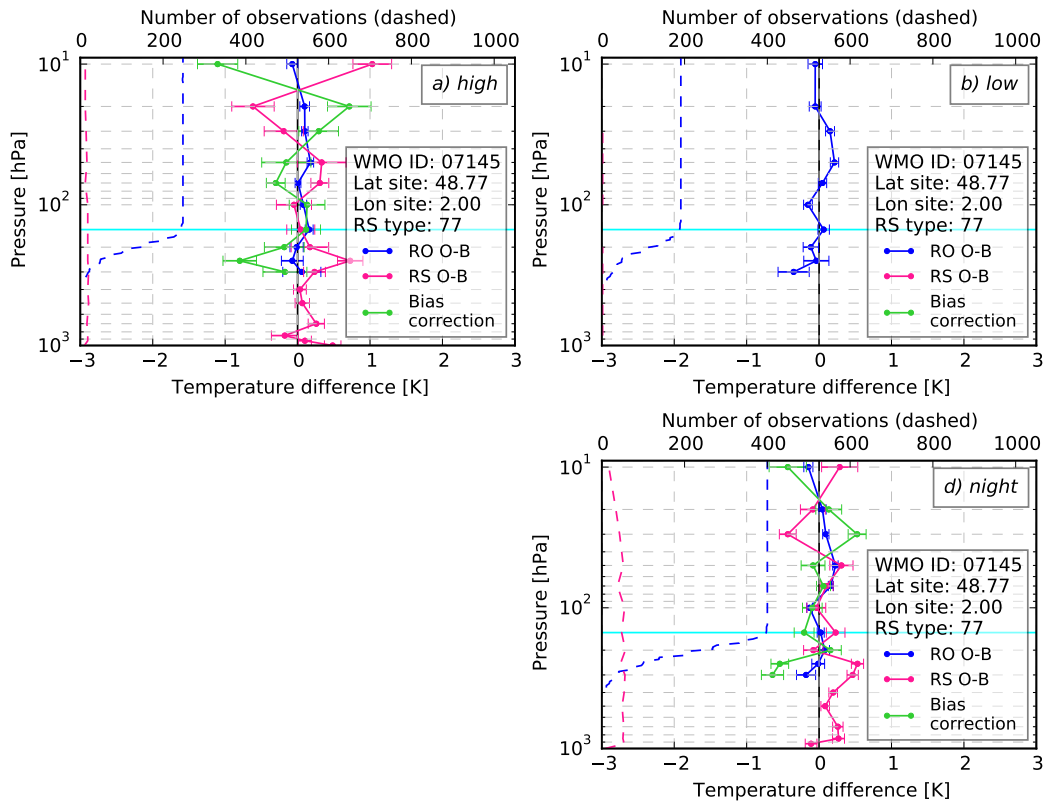 Number of observations (dashed)
0 200 400 600 800 1000
10¹
10²
10³
Pressure [hPa]
a) high
WMO ID: 07145
Lat site: 48.77
Lon site: 2.00
RS type: 77
RO O-B
RS O-B
Bias
correction
−3 −2 −1 0 1 2 3
Temperature difference [K]
Number of observations (dashed)
0 200 400 600 800 1000
10¹
10²
10³
Pressure [hPa]
b) low
WMO ID: 07145
Lat site: 48.77
Lon site: 2.00
RS type: 77
RO O-B
RS O-B
Bias
correction
−3 −2 −1 0 1 2 3
Temperature difference [K]
Number of observations (dashed)
0 200 400 600 800 1000
10¹
10²
10³
Pressure [hPa]
d) night
WMO ID: 07145
Lat site: 48.77
Lon site: 2.00
RS type: 77
RO O-B
RS O-B
Bias
correction
−3 −2 −1 0 1 2 3
Temperature difference [K]